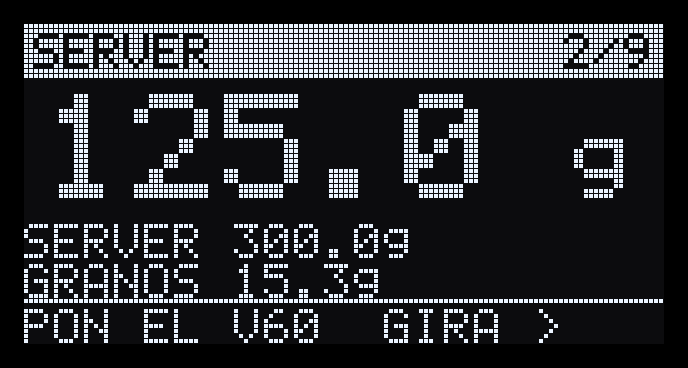 SERVER 2/9
125.0 g
SERVER 300.0g
GRANOS 15.3g
PON EL V60 GIRA >